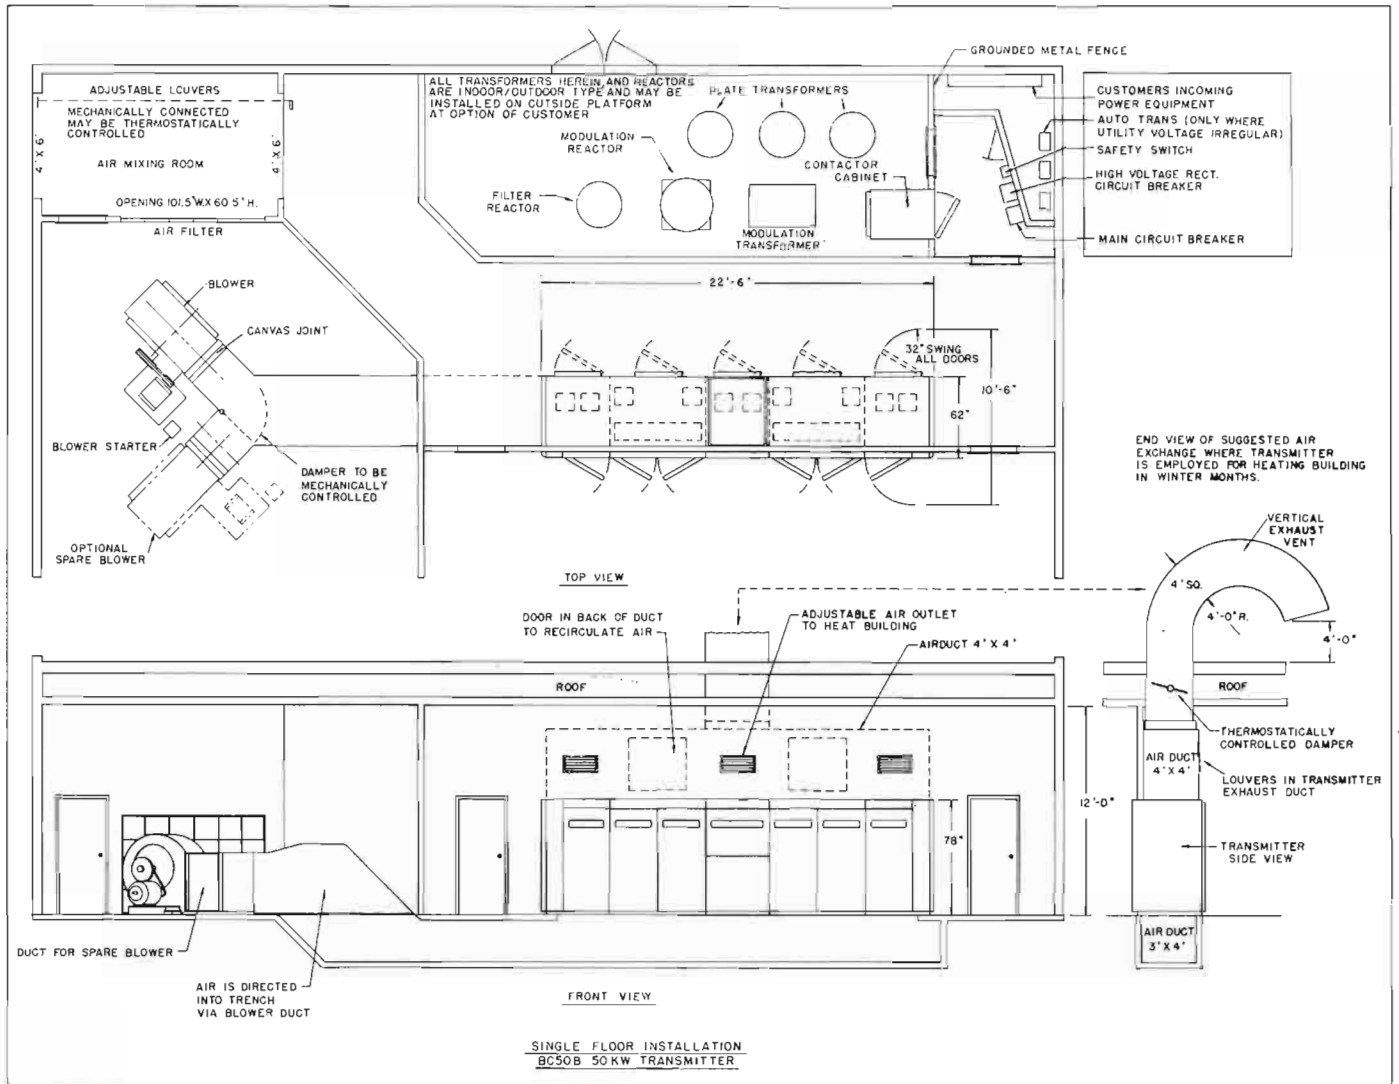 GROUNDED METAL FENCE
ADJUSTABLE LOUVERS
MECHANICALLY CONNECTED
MAY BE THERMOSTATICALLY
CONTROLLED
4'X6'
AIR MIXING ROOM
OPENING 101.5"W.X 60 5"H.
AIR FILTER
ALL TRANSFORMERS HEREIN AND REACTORS
ARE INDOOR/OUTDOOR TYPE AND MAY BE
INSTALLED ON OUTSIDE PLATFORM
AT OPTION OF CUSTOMER
PLATE TRANSFORMERS
MODULATION
REACTOR
CONTACTOR
CABINET
FILTER
REACTOR
MODULATION
TRANSFORMER
CUSTOMERS INCOMING
POWER EQUIPMENT
AUTO TRANS (ONLY WHERE
UTILITY VOLTAGE IRREGULAR)
SAFETY SWITCH
HIGH VOLTAGE RECT.
CIRCUIT BREAKER
MAIN CIRCUIT BREAKER
BLOWER
CANVAS JOINT
BLOWER STARTER
DAMPER TO BE
MECHANICALLY
CONTROLLED
OPTIONAL
SPARE BLOWER
22'-6"
32" SWING
ALL DOORS
10'-6"
62"
TOP VIEW
END VIEW OF SUGGESTED AIR
EXCHANGE WHERE TRANSMITTER
IS EMPLOYED FOR HEATING BUILDING
IN WINTER MONTHS.
VERTICAL
EXHAUST
VENT
4' SQ.
4'-0"R.
4'-0"
DOOR IN BACK OF DUCT
TO RECIRCULATE AIR
ADJUSTABLE AIR OUTLET
TO HEAT BUILDING
AIRDUCT 4' X 4'
ROOF
ROOF
THERMOSTATICALLY
CONTROLLED DAMPER
AIR DUCT
4'X4'
LOUVERS IN TRANSMITTER
EXHAUST DUCT
12'-0"
78"
TRANSMITTER
SIDE VIEW
AIR DUCT
3'X4'
DUCT FOR SPARE BLOWER
AIR IS DIRECTED
INTO TRENCH
VIA BLOWER DUCT
FRONT VIEW
SINGLE FLOOR INSTALLATION
BC50B 50KW TRANSMITTER